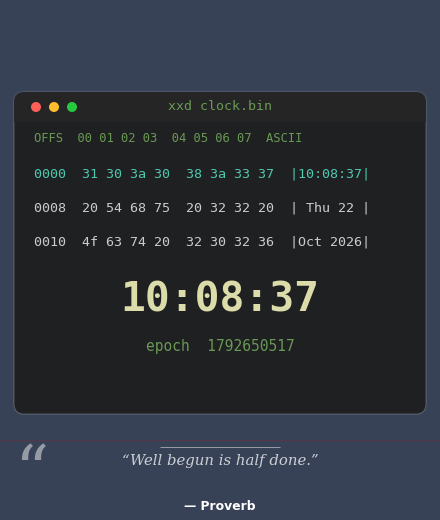 xxd clock.bin
OFFS  00 01 02 03  04 05 06 07  ASCII
0000  31 30 3a 30  38 3a 33 37  |10:08:37|
0008  20 54 68 75  20 32 32 20  | Thu 22 |
0010  4f 63 74 20  32 30 32 36  |Oct 2026|
10:08:37
epoch  1792650517
“
“Well begun is half done.”
— Proverb